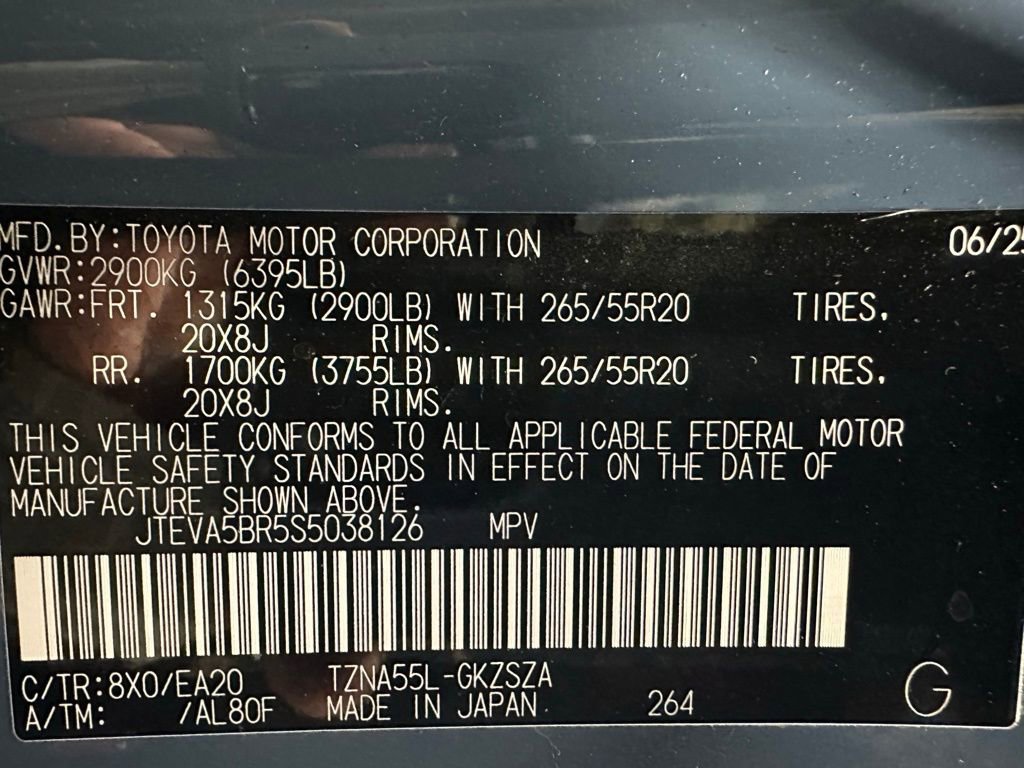 MFD.BY:TOYOTA MOTOR CORPORATION 06/25
GVWR:2900KG (6395LB)
GAWR:FRT. 1315KG (2900LB) WITH 265/55R20 TIRES.
20X8J RIMS.
RR. 1700KG (3755LB) WITH 265/55R20 TIRES.
20X8J RIMS.
THIS VEHICLE CONFORMS TO ALL APPLICABLE FEDERAL MOTOR
VEHICLE SAFETY STANDARDS IN EFFECT ON THE DATE OF
MANUFACTURE SHOWN ABOVE.
JTEVA5BR5S5038126 MPV
C/TR:8X0/EA20 TZNA55L-GKZSZA
A/TM: /AL80F MADE IN JAPAN 264 G